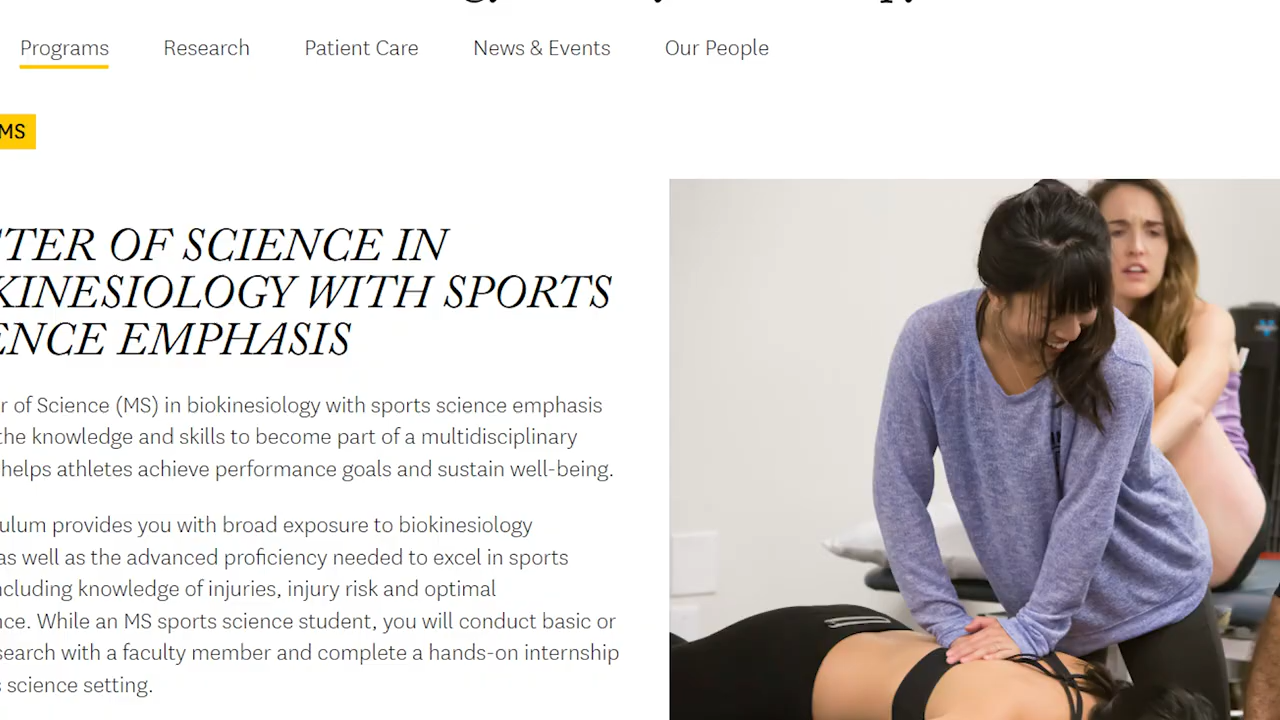 Programs Research Patient Care News & Events Our People
MS
TER OF SCIENCE IN
KINESIOLOGY WITH SPORTS
ENCE EMPHASIS
r of Science (MS) in biokinesiology with sports science emphasis
the knowledge and skills to become part of a multidisciplinary
helps athletes achieve performance goals and sustain well-being.
ulum provides you with broad exposure to biokinesiology
as well as the advanced proficiency needed to excel in sports
ncluding knowledge of injuries, injury risk and optimal
nce. While an MS sports science student, you will conduct basic or
search with a faculty member and complete a hands-on internship
s science setting.